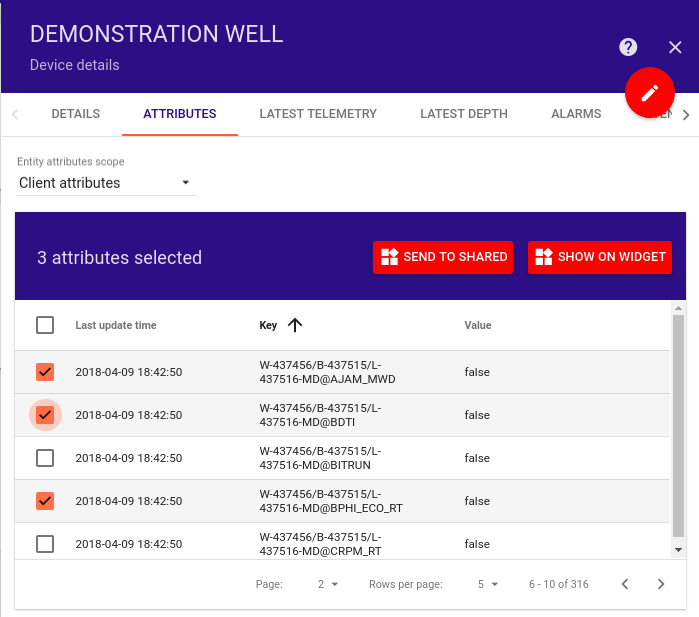 DEMONSTRATION WELL
Device details
?
DETAILS ATTRIBUTES LATEST TELEMETRY LATEST DEPTH ALARMS
Entity attributes scope
Client attributes
3 attributes selected SEND TO SHARED SHOW ON WIDGET
Last update time Key Value
2018-04-09 18:42:50 W-437456/B-437515/L-
437516-MD@AJAM_MWD false
2018-04-09 18:42:50 W-437456/B-437515/L-
437516-MD@BDTI false
2018-04-09 18:42:50 W-437456/B-437515/L-
437516-MD@BITRUN false
2018-04-09 18:42:50 W-437456/B-437515/L-
437516-MD@BPHI_ECO_RT false
2018-04-09 18:42:50 W-437456/B-437515/L-
437516-MD@CRPM_RT false
Page: 2 Rows per page: 5 6 - 10 of 316